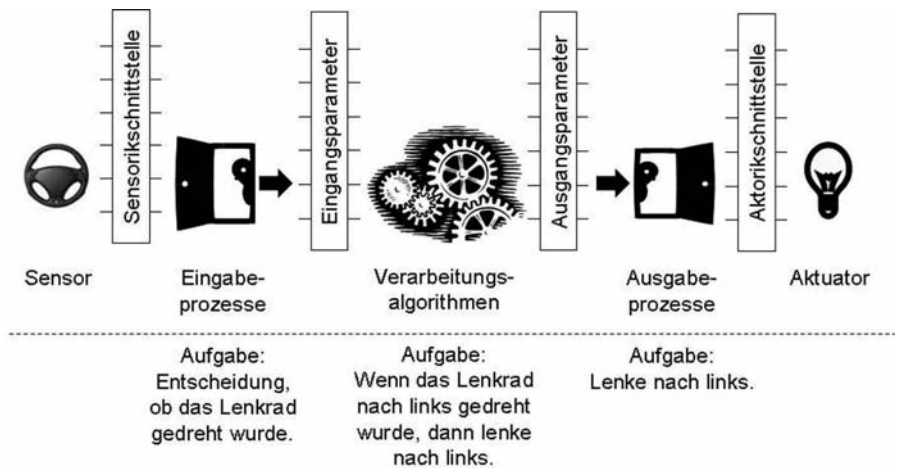 Sensorikschnittstelle
Eingangsparameter
Ausgangsparameter
Aktorikschnittstelle
Sensor
Eingabe-
prozesse
Verarbeitungs-
algorithmen
Ausgabe-
prozesse
Aktuator
Aufgabe:
Entscheidung,
ob das Lenkrad
gedreht wurde.
Aufgabe:
Wenn das Lenkrad
nach links gedreht
wurde, dann lenke
nach links.
Aufgabe:
Lenke nach links.